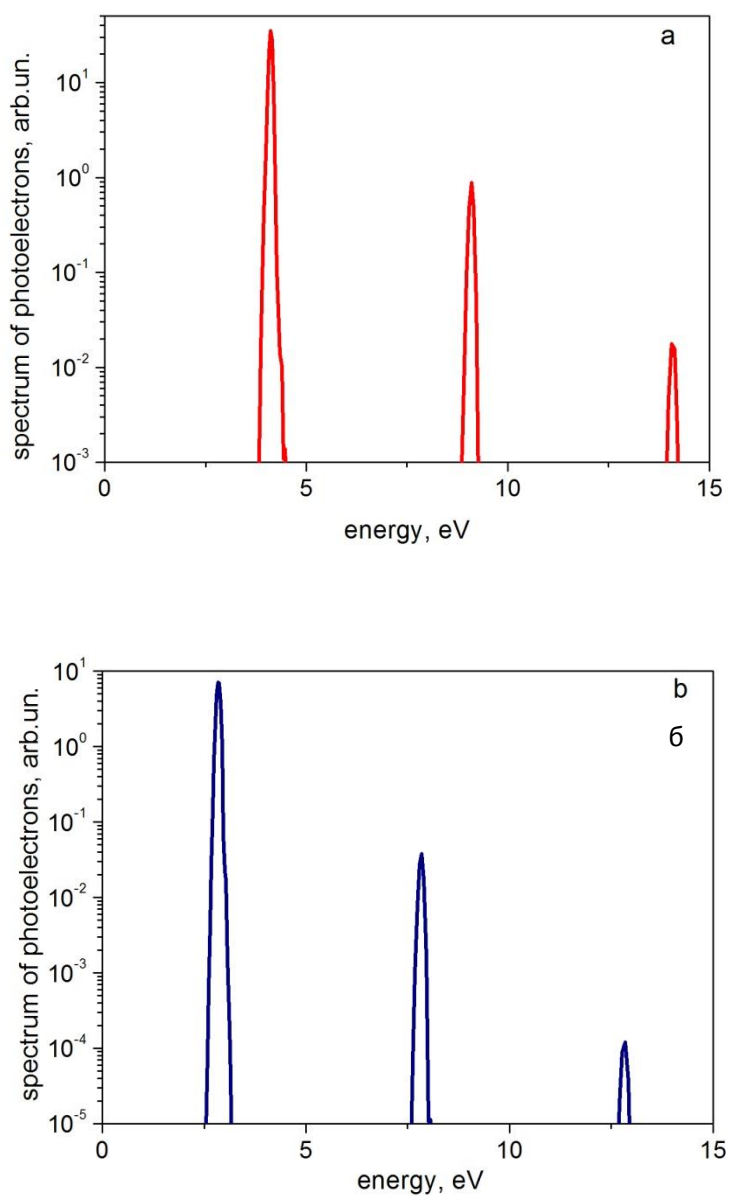 a
spectrum of photoelectrons, arb.un.
10¹
10⁰
10⁻¹
10⁻²
10⁻³
0 5 10 15
energy, eV
b
б
spectrum of photoelectrons, arb.un.
10¹
10⁰
10⁻¹
10⁻²
10⁻³
10⁻⁴
10⁻⁵
0 5 10 15
energy, eV